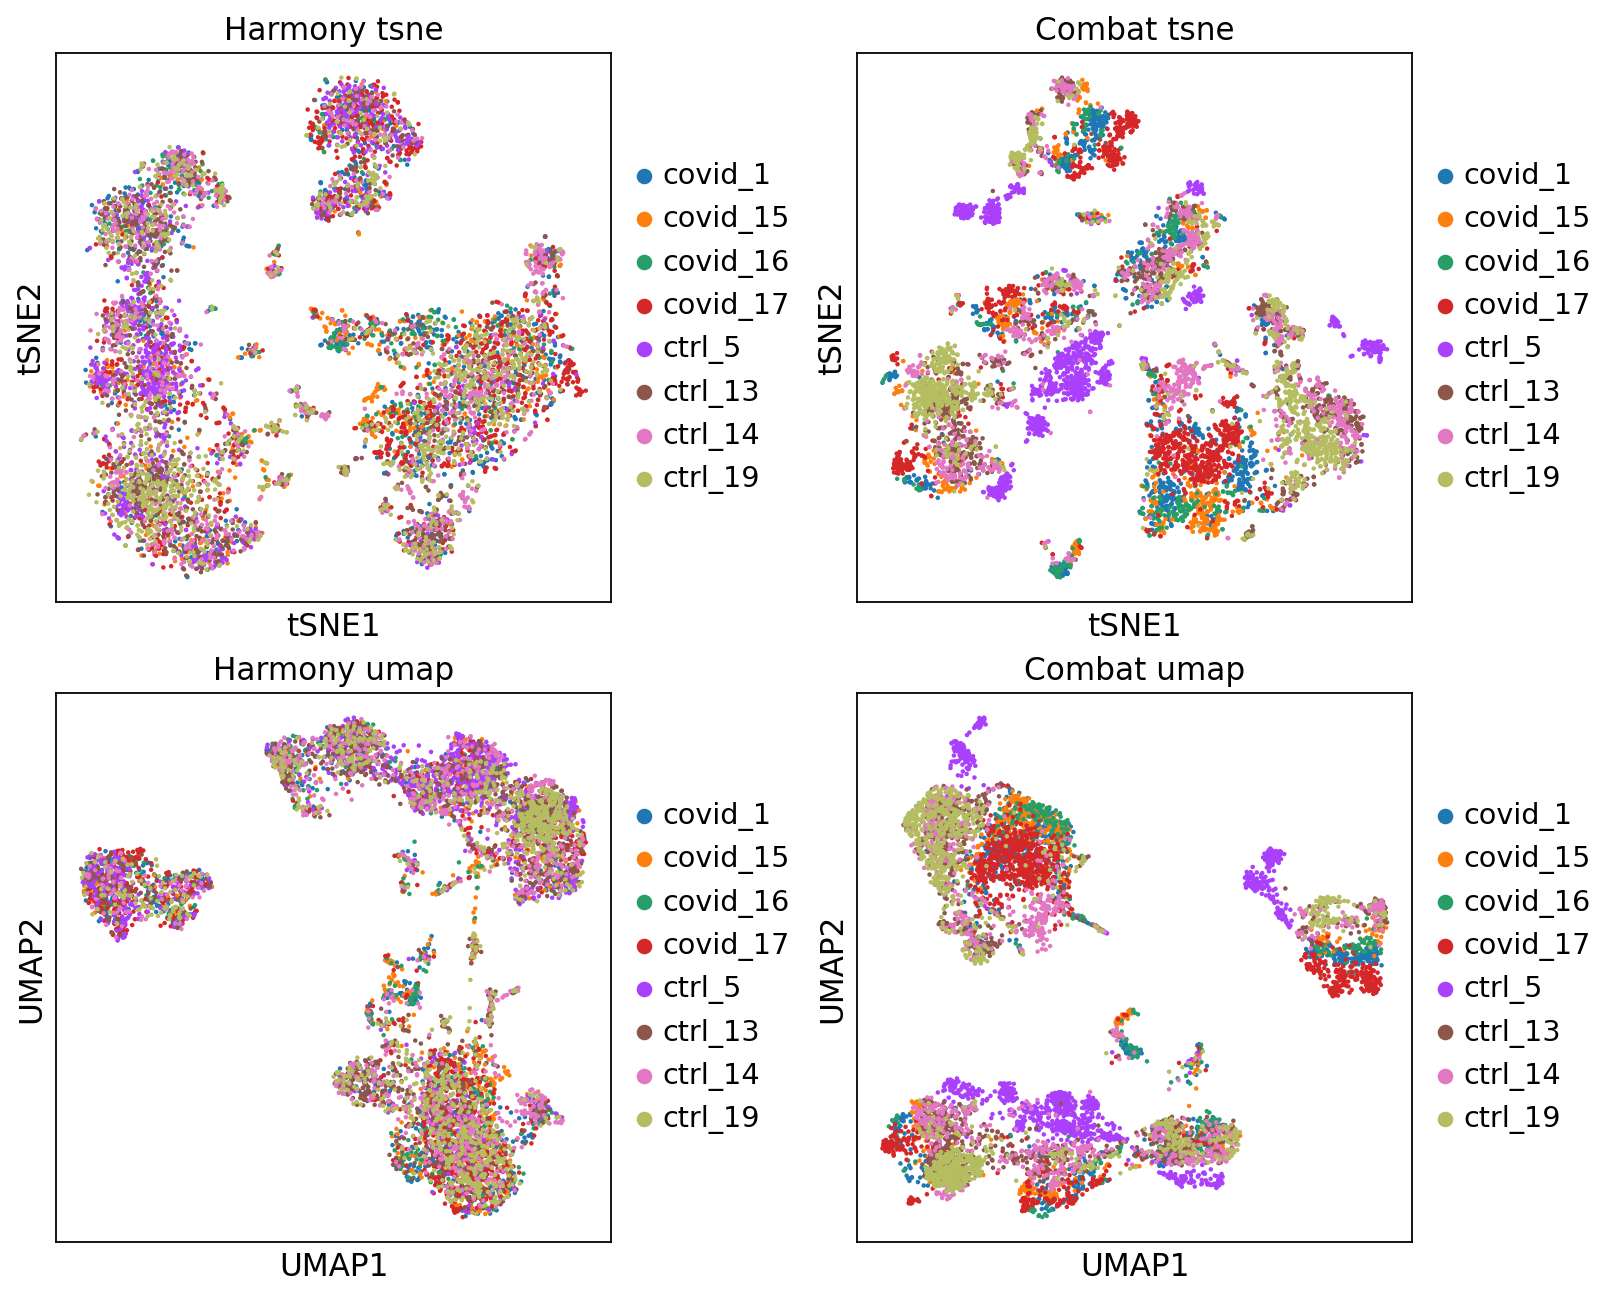 Harmony tsne
tSNE2
tSNE1
covid_1
covid_15
covid_16
covid_17
ctrl_5
ctrl_13
ctrl_14
ctrl_19
Combat tsne
tSNE2
tSNE1
covid_1
covid_15
covid_16
covid_17
ctrl_5
ctrl_13
ctrl_14
ctrl_19
Harmony umap
UMAP2
UMAP1
covid_1
covid_15
covid_16
covid_17
ctrl_5
ctrl_13
ctrl_14
ctrl_19
Combat umap
UMAP2
UMAP1
covid_1
covid_15
covid_16
covid_17
ctrl_5
ctrl_13
ctrl_14
ctrl_19